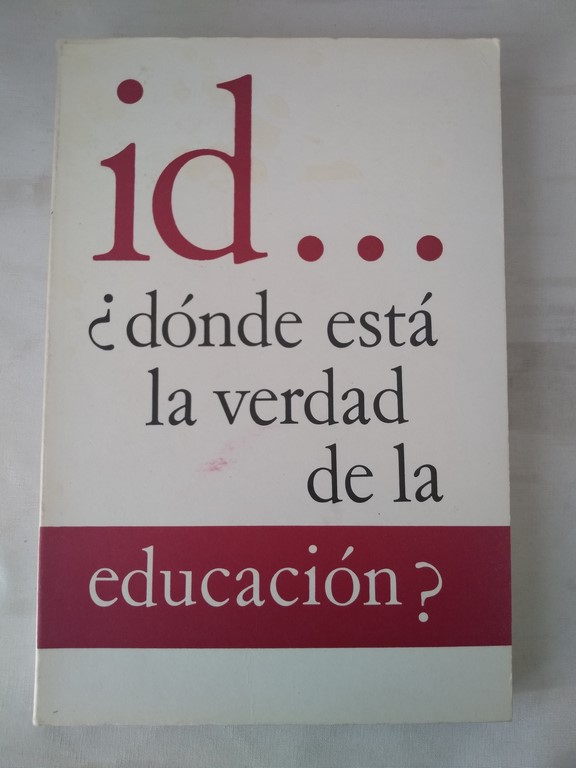 id...
¿dónde está
la verdad
de la
educación?